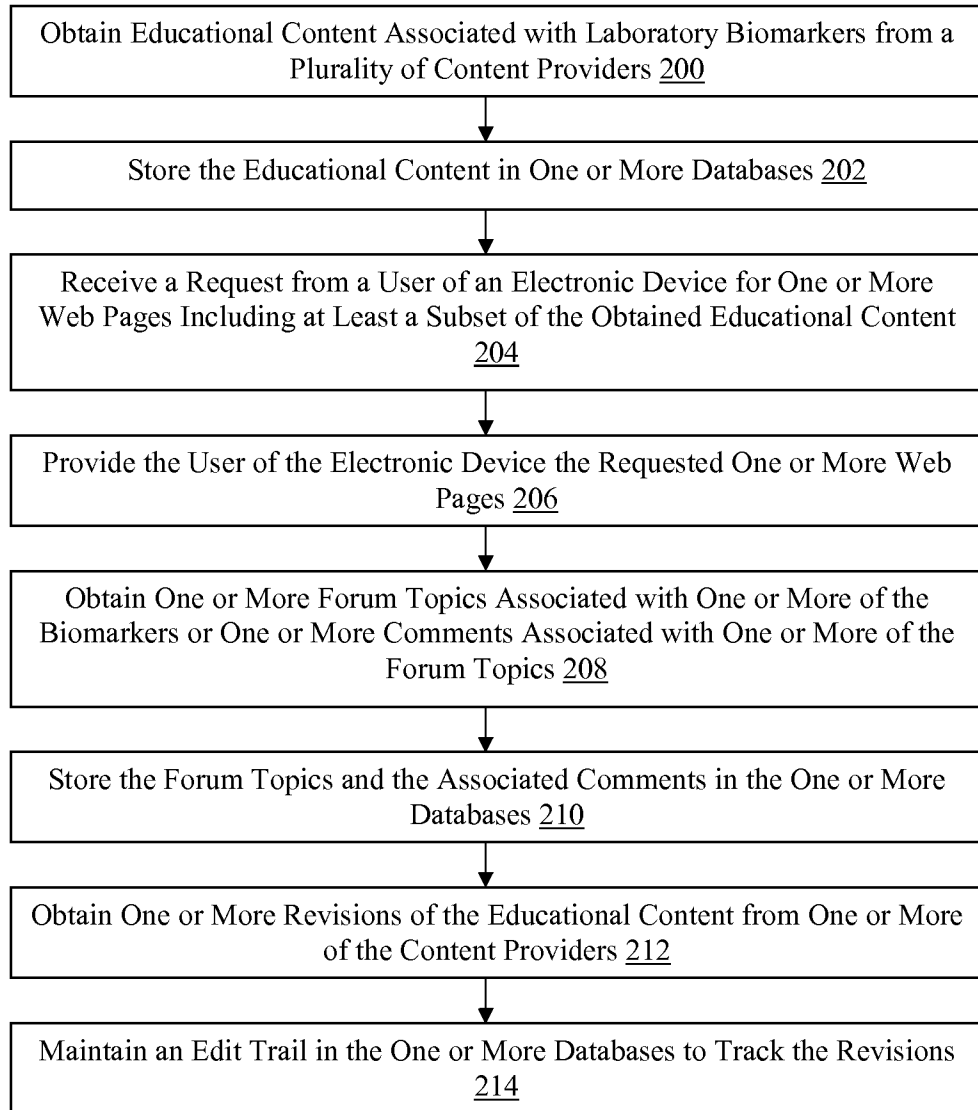 Obtain Educational Content Associated with Laboratory Biomarkers from a
Plurality of Content Providers 200
Store the Educational Content in One or More Databases 202
Receive a Request from a User of an Electronic Device for One or More
Web Pages Including at Least a Subset of the Obtained Educational Content
204
Provide the User of the Electronic Device the Requested One or More Web
Pages 206
Obtain One or More Forum Topics Associated with One or More of the
Biomarkers or One or More Comments Associated with One or More of the
Forum Topics 208
Store the Forum Topics and the Associated Comments in the One or More
Databases 210
Obtain One or More Revisions of the Educational Content from One or More
of the Content Providers 212
Maintain an Edit Trail in the One or More Databases to Track the Revisions
214